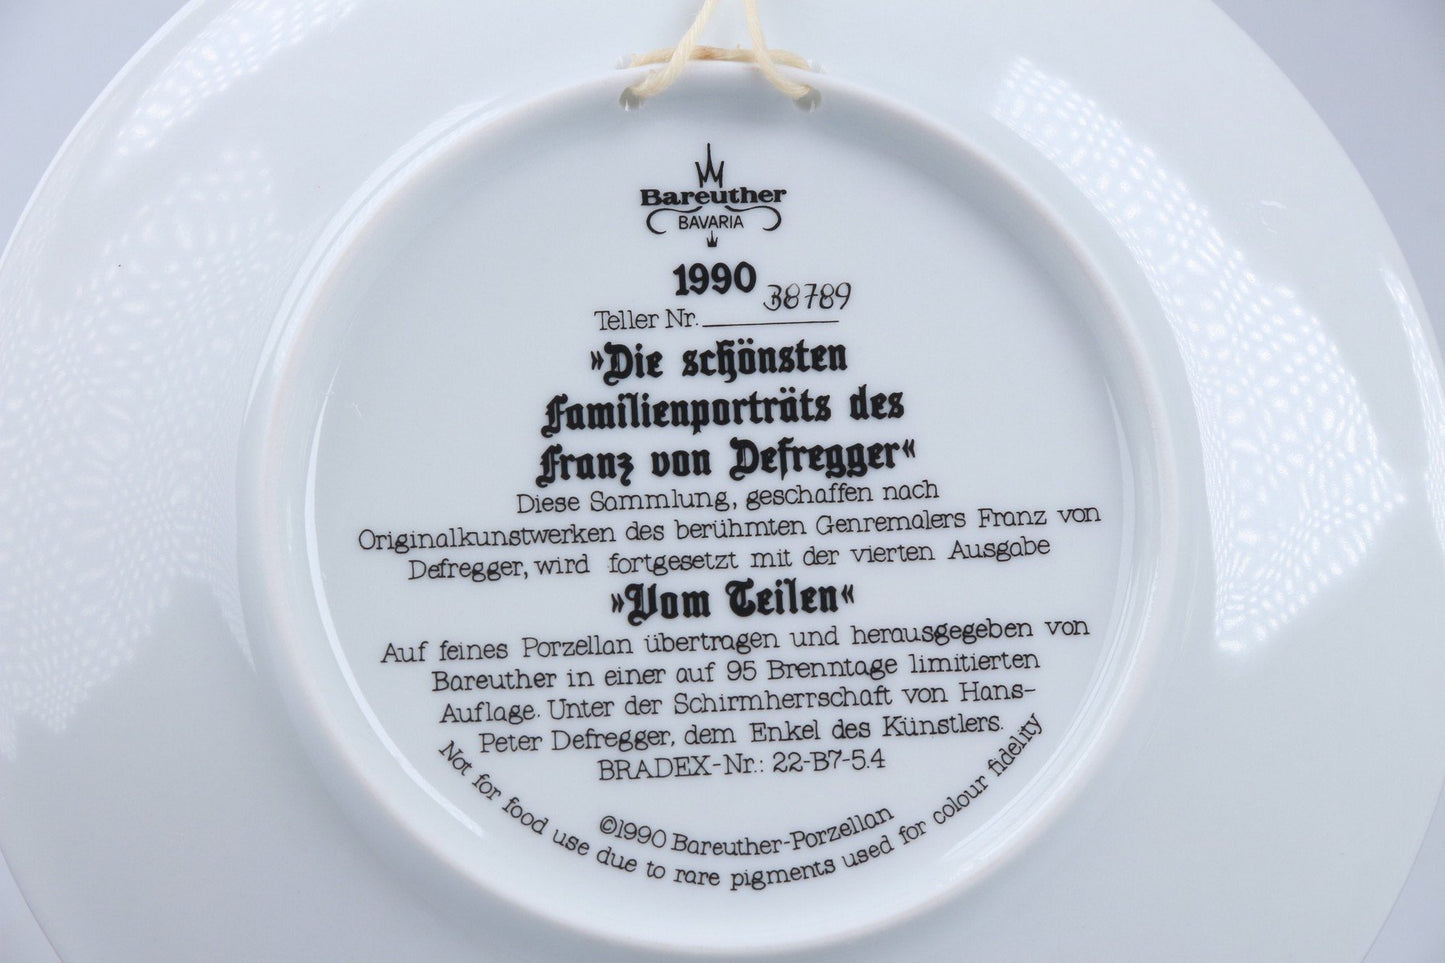 Bareuther
BAVARIA
1990
Teller Nr. 38789
»Die schönsten
Familienporträts des
Franz von Defregger«
Diese Sammlung, geschaffen nach
Originalkunstwerken des berühmten Genremalers Franz von
Defregger, wird fortgesetzt mit der vierten Ausgabe
»Vom Teilen«
Auf feines Porzellan übertragen und herausgegeben von
Bareuther in einer auf 95 Brenntage limitierten
Auflage. Unter der Schirmherrschaft von Hans-
Peter Defregger, dem Enkel des Künstlers.
BRADEX-Nr.: 22-B7-5.4
©1990 Bareuther-Porzellan
Not for food use due to rare pigments used for colour fidelity